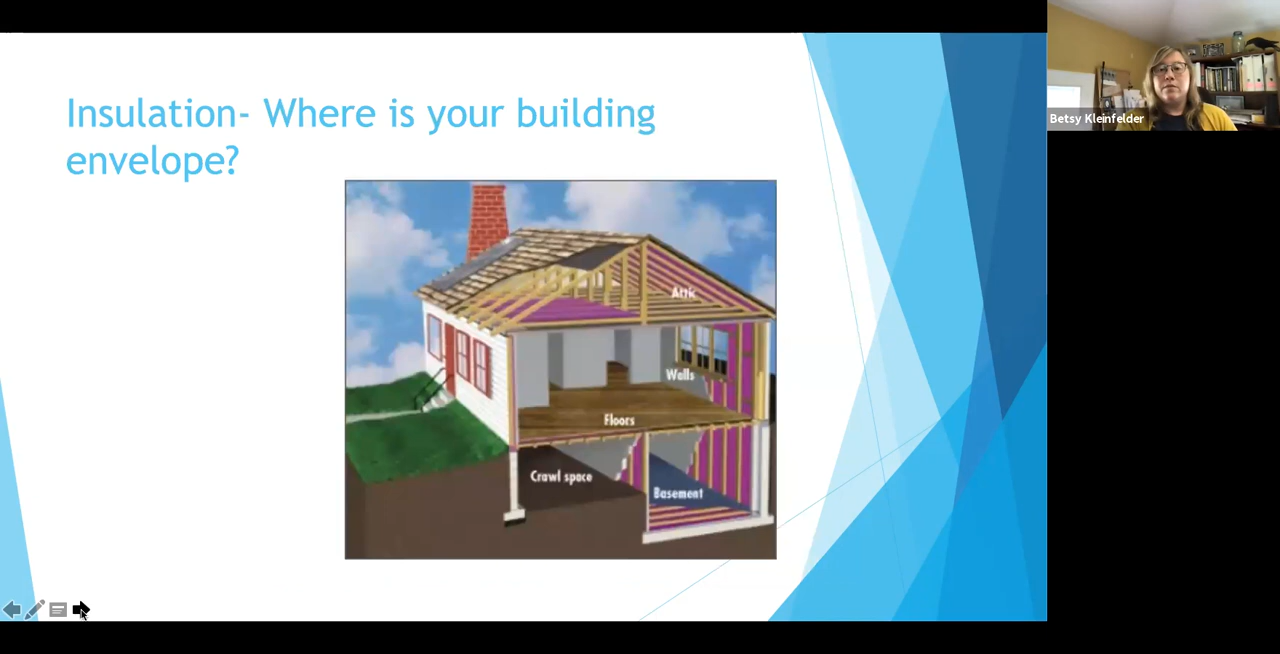 Insulation- Where is your building
envelope?
Betsy Kleinfelder
Attic
Walls
Floors
Crawl space
Basement